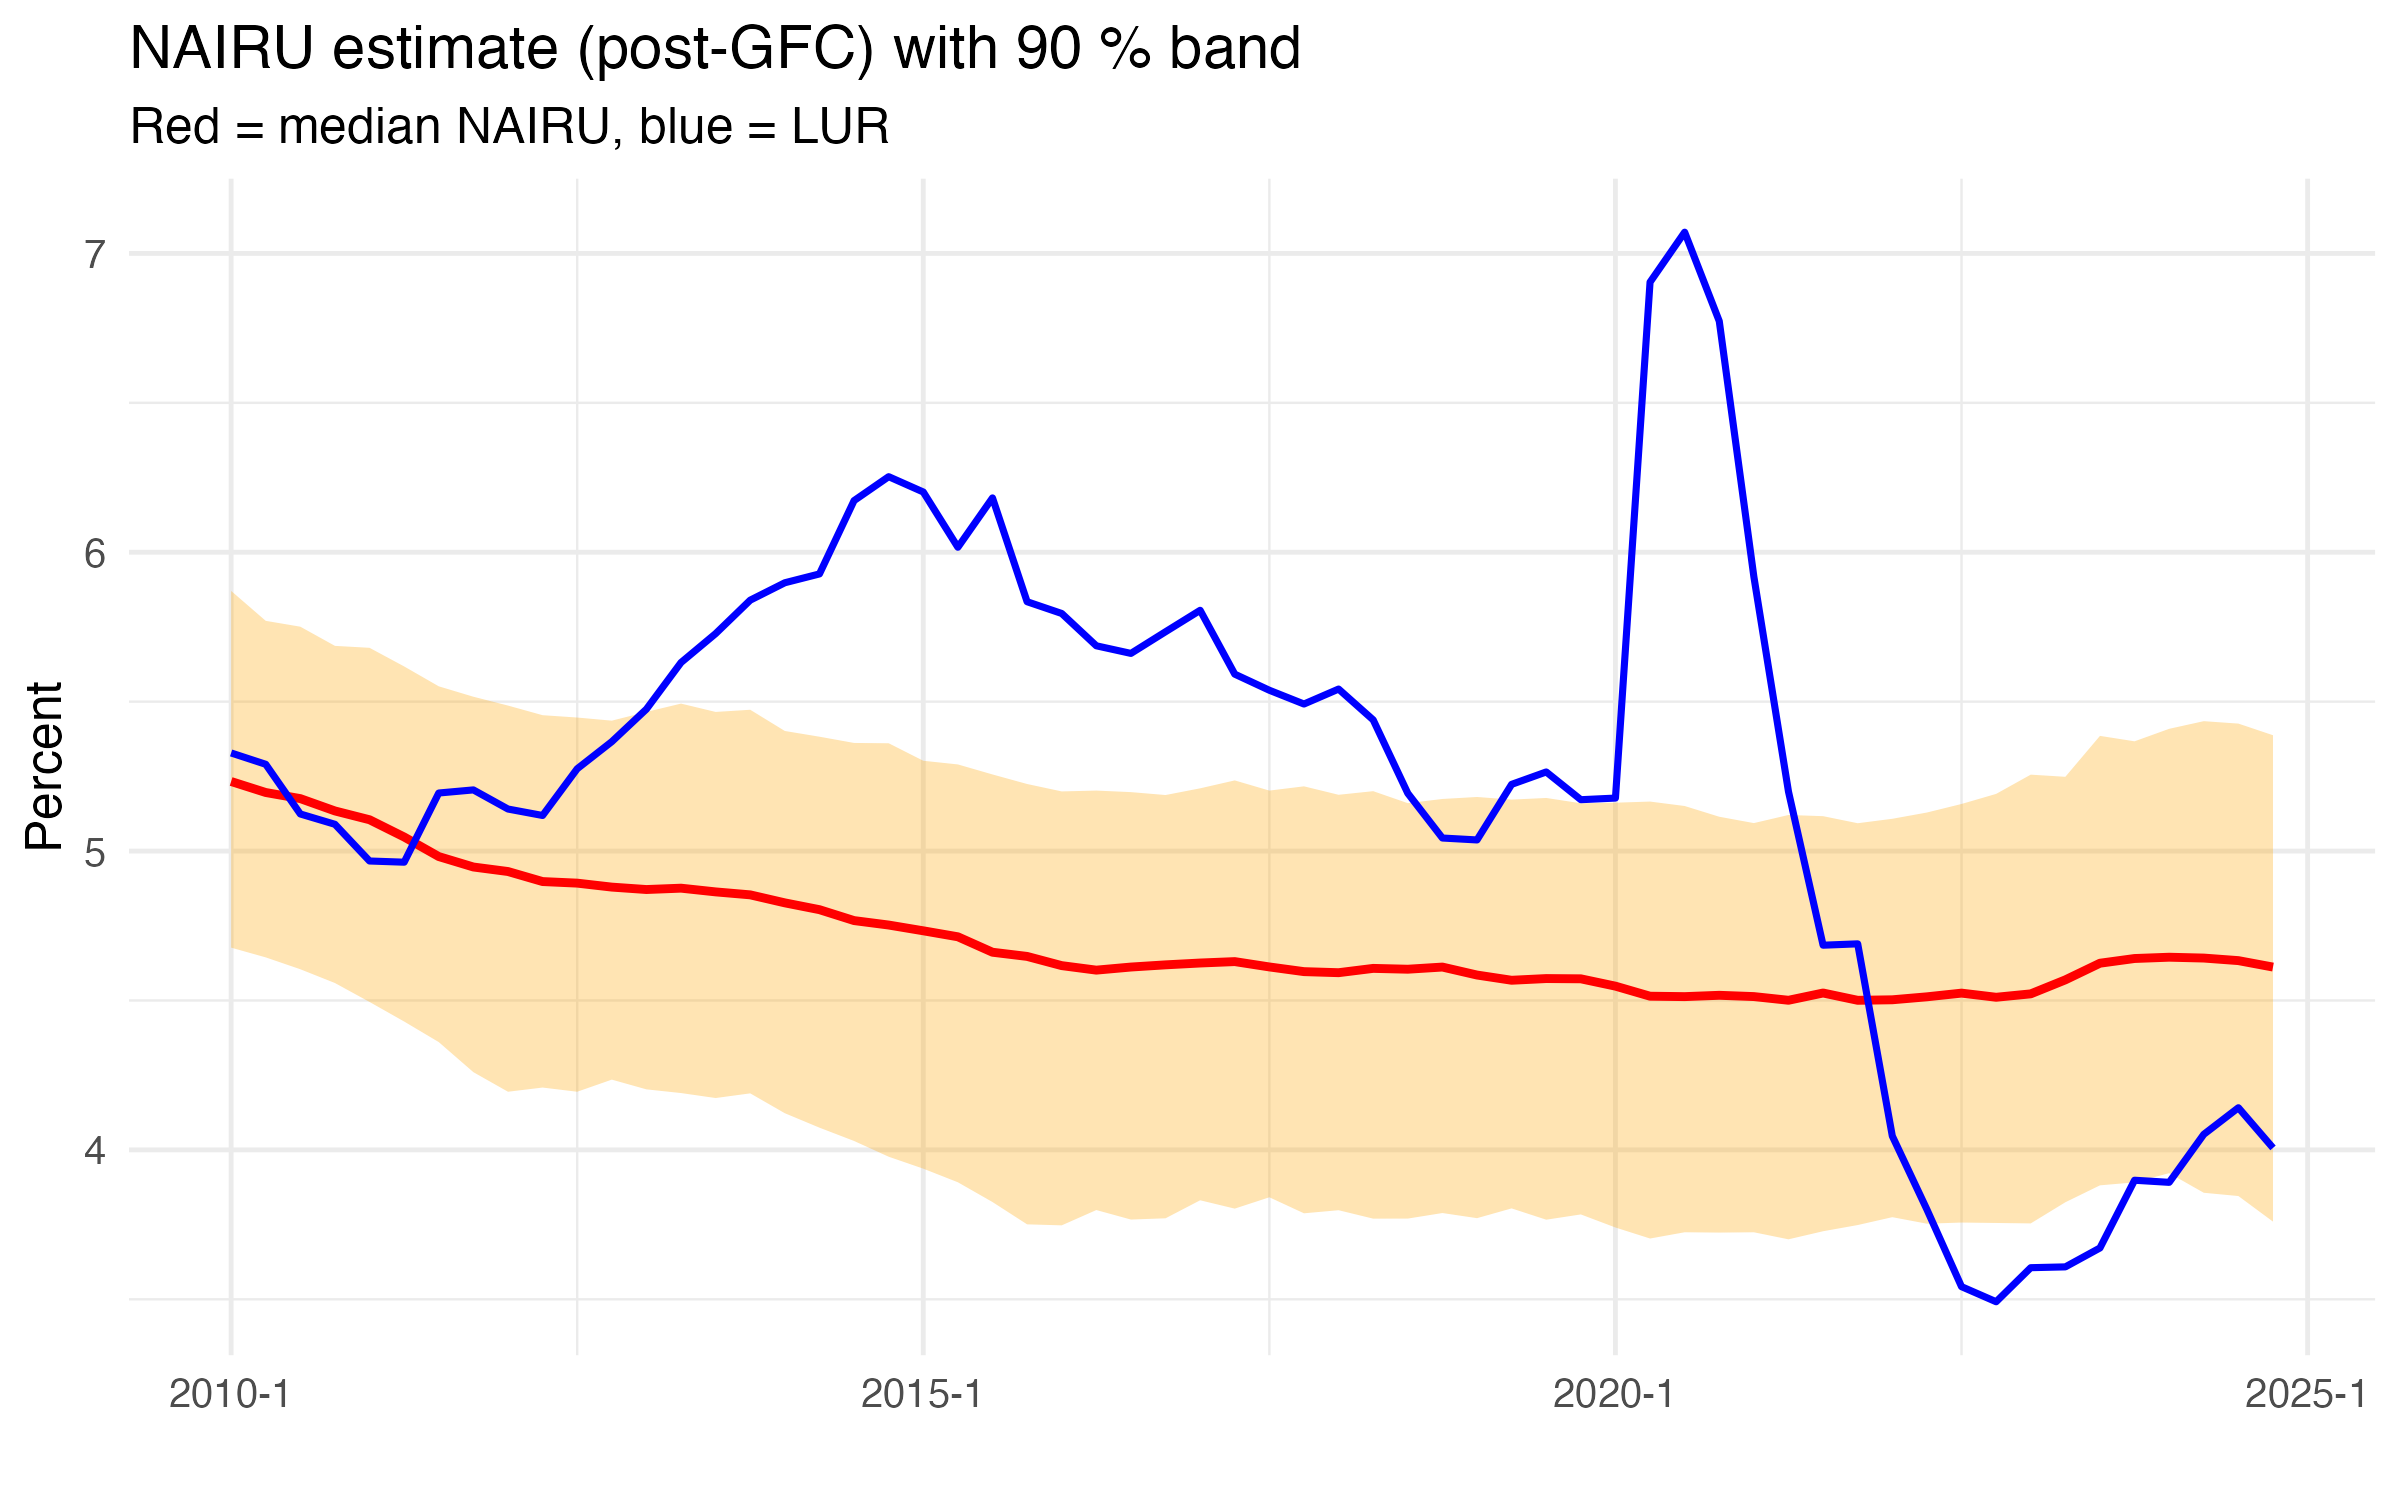 NAIRU estimate (post-GFC) with 90 % band
Red = median NAIRU, blue = LUR
Percent
7
6
5
4
2010-1
2015-1
2020-1
2025-1